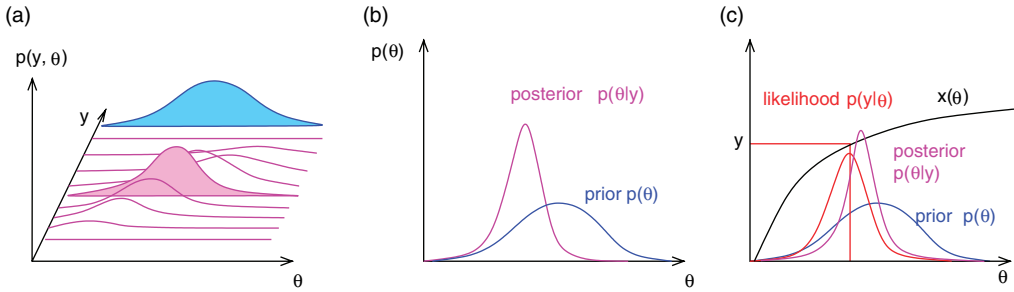 (a)
p(y, θ)
y
θ
(b)
p(θ)
posterior p(θ|y)
prior p(θ)
θ
(c)
likelihood p(y|θ)
x(θ)
y
posterior
p(θ|y)
prior p(θ)
θ